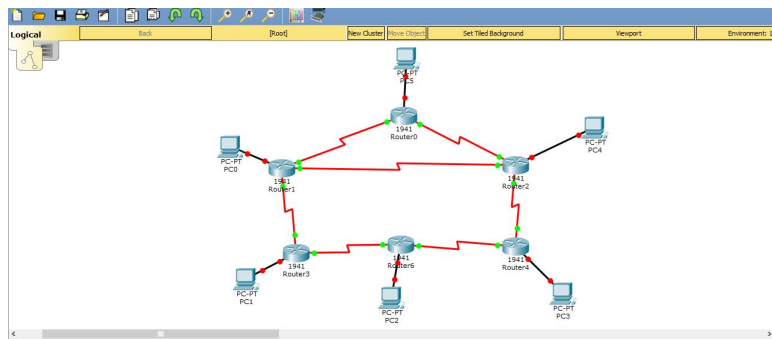 Logical
Back
[Root]
New Cluster
Move Object
Set Tiled Background
Viewport
Environment: 1
PC-PT
PC5
1941
Router0
PC-PT
PC4
PC-PT
PC0
1941
Router1
1941
Router2
1941
Router3
1941
Router6
1941
Router4
PC-PT
PC1
PC-PT
PC2
PC-PT
PC3